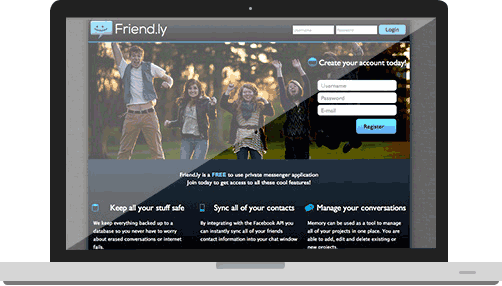 Friend.ly
Username Password Login
Create your account today!
Username
Password
E-mail
Register
Friend.ly is a FREE to use private messenger application
Join today to get access to all these cool features!
Keep all your stuff safe
We keep everything backed up to a
database so you never have to worry
about erased conversations or internet
fails.
Sync all of your contacts
By integrating with the Facebook API you
can instantly sync all of your friends
contact information into your chat window
Manage your conversations
Memory can be used as a tool to manage
all of your projects in one place. You are
able to add, edit and delete existing or
new projects.